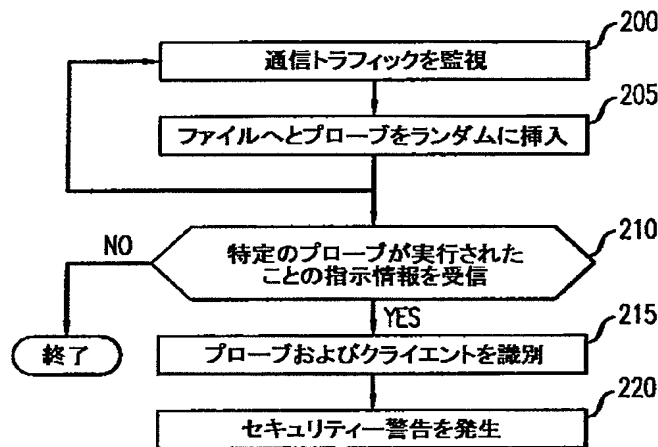 200
通信トラフィックを監視
205
ファイルへとプローブをランダムに挿入
210
NO
特定のプローブが実行された
ことの指示情報を受信
YES
終了
215
プローブおよびクライエントを識別
220
セキュリティー警告を発生